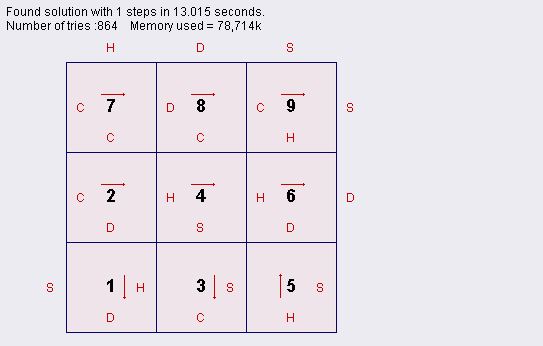 Found solution with 1 steps in 13.015 seconds.
Number of tries :864 Memory used = 78,714k
H D S
C 7 D 8 C 9 S
C C H
C 2 H 4 H 6 D
D S D
S 1 H 3 S 5 S
D C H